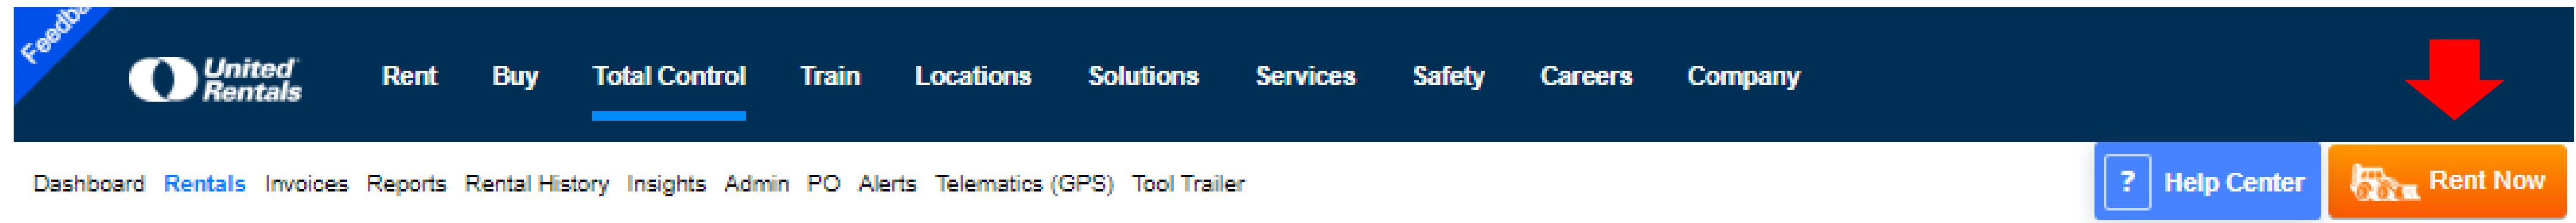 United
Rentals
Rent Buy Total Control Train Locations Solutions Services Safety Careers Company
Dashboard Rentals Invoices Reports Rental History Insights Admin PO Alerts Telematics (GPS) Tool Trailer ? Help Center Rent Now